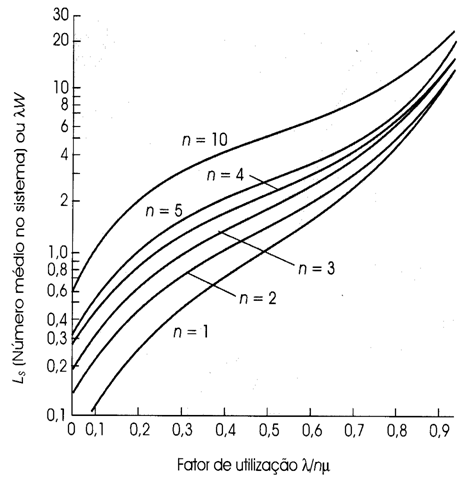 30
20
10
8
6
4
2
1,0
0,8
0,6
0,4
0,3
0,2
0,1
L_s (Número médio no sistema) ou λW
n = 10
n = 5
n = 4
n = 3
n = 2
n = 1
0 0,1 0,2 0,3 0,4 0,5 0,6 0,7 0,8 0,9
Fator de utilização λ/nμ